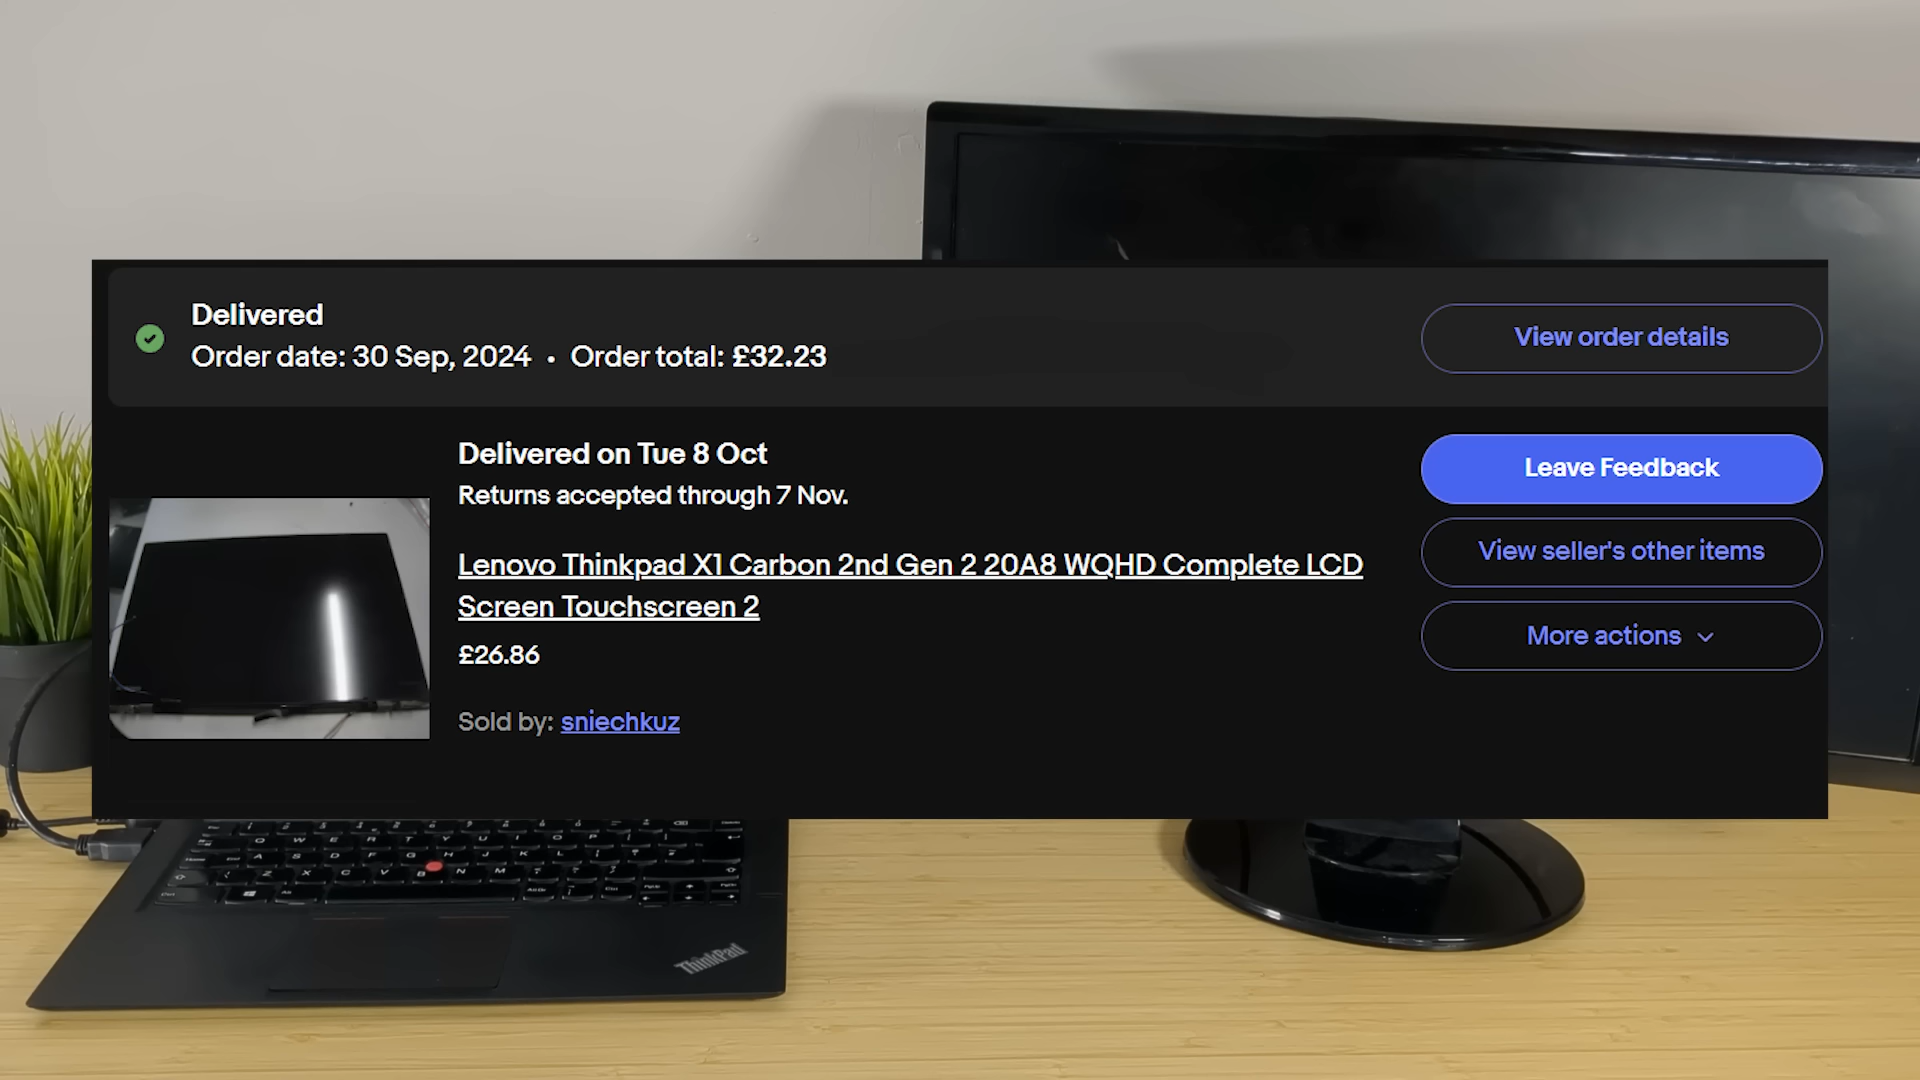 Delivered
Order date: 30 Sep, 2024 • Order total: £32.23
View order details
Delivered on Tue 8 Oct
Returns accepted through 7 Nov.
Leave Feedback
Lenovo Thinkpad X1 Carbon 2nd Gen 2 20A8 WQHD Complete LCD
Screen Touchscreen 2
View seller's other items
£26.86
More actions
Sold by: sniechkuz
Q W E R T Y U I O P
A S D F G H J K L
Z X C V B N M
ThinkPad